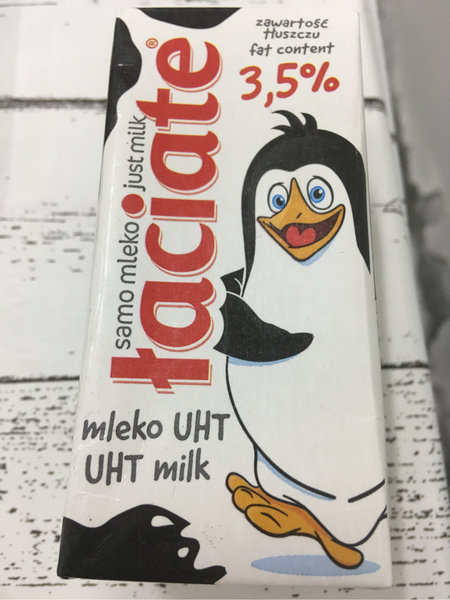 zawartość
tłuszczu
fat content
3,5%
łaciate®
samo mleko just milk
mleko UHT
UHT milk